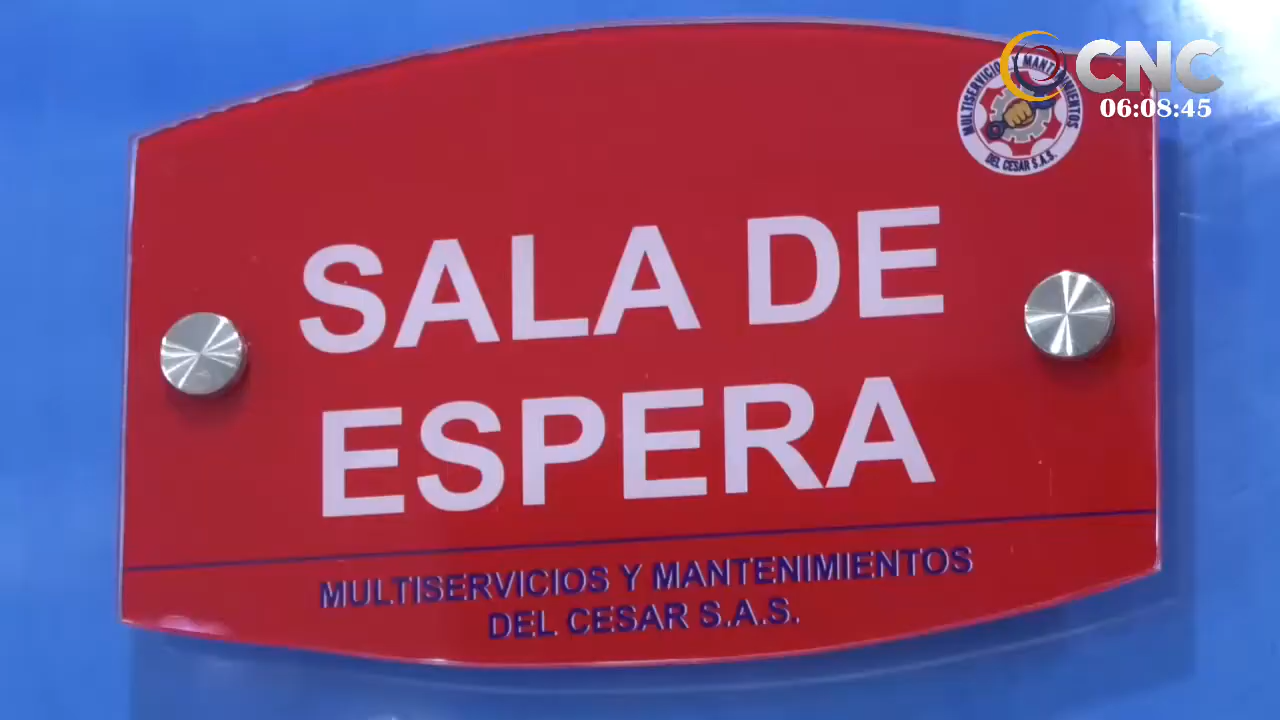 CNC
06:08:45
MULTISERVICIOS Y MANTENIMIENTOS
DEL CESAR S.A.S.
SALA DE
ESPERA
MULTISERVICIOS Y MANTENIMIENTOS
DEL CESAR S.A.S.